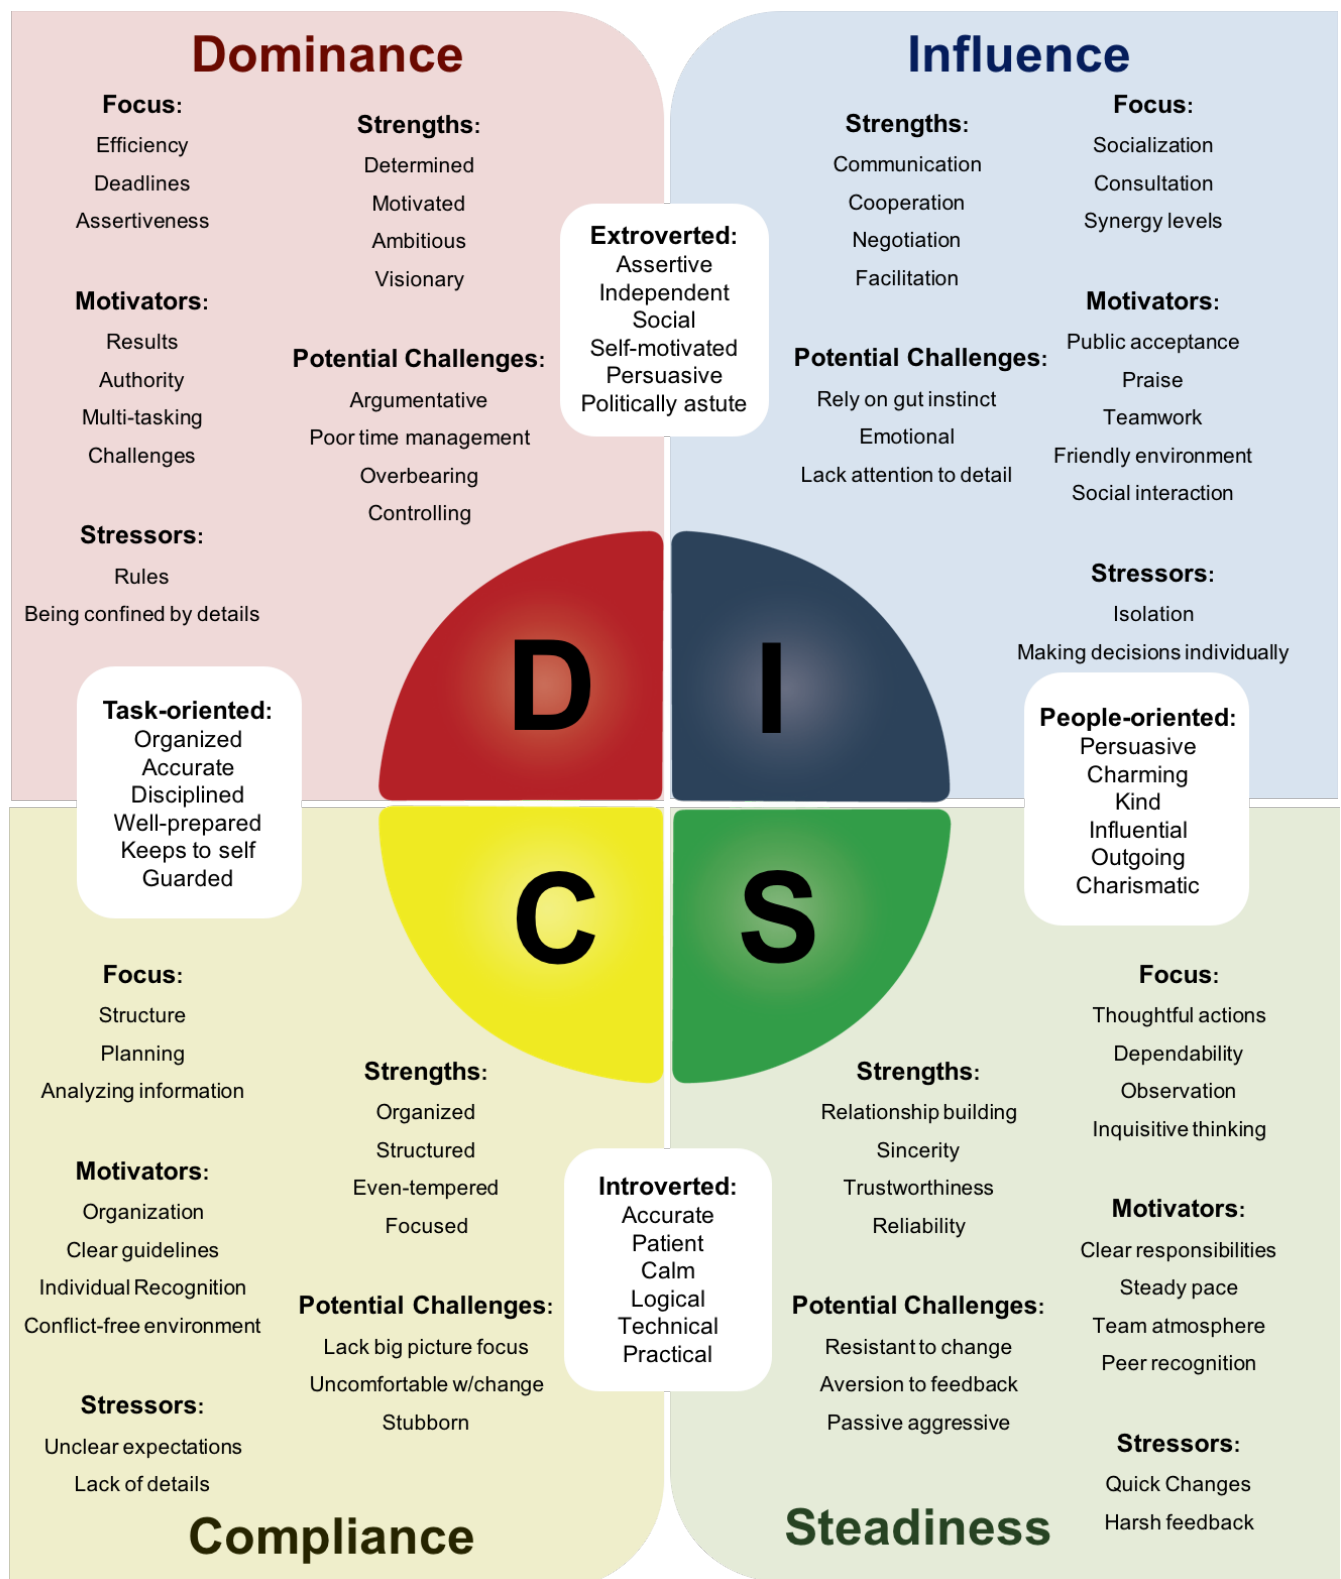 Dominance
Focus:
Efficiency
Deadlines
Assertiveness
Motivators:
Results
Authority
Multi-tasking
Challenges
Stressors:
Rules
Being confined by details
Strengths:
Determined
Motivated
Ambitious
Visionary
Potential Challenges:
Argumentative
Poor time management
Overbearing
Controlling
Extroverted:
Assertive
Independent
Social
Self-motivated
Persuasive
Politically astute
Influence
Strengths:
Communication
Cooperation
Negotiation
Facilitation
Potential Challenges:
Rely on gut instinct
Emotional
Lack attention to detail
Focus:
Socialization
Consultation
Synergy levels
Motivators:
Public acceptance
Praise
Teamwork
Friendly environment
Social interaction
Stressors:
Isolation
Making decisions individually
D
I
C
S
Task-oriented:
Organized
Accurate
Disciplined
Well-prepared
Keeps to self
Guarded
People-oriented:
Persuasive
Charming
Kind
Influential
Outgoing
Charismatic
Focus:
Structure
Planning
Analyzing information
Motivators:
Organization
Clear guidelines
Individual Recognition
Conflict-free environment
Stressors:
Unclear expectations
Lack of details
Strengths:
Organized
Structured
Even-tempered
Focused
Potential Challenges:
Lack big picture focus
Uncomfortable w/change
Stubborn
Compliance
Introverted:
Accurate
Patient
Calm
Logical
Technical
Practical
Strengths:
Relationship building
Sincerity
Trustworthiness
Reliability
Potential Challenges:
Resistant to change
Aversion to feedback
Passive aggressive
Focus:
Thoughtful actions
Dependability
Observation
Inquisitive thinking
Motivators:
Clear responsibilities
Steady pace
Team atmosphere
Peer recognition
Stressors:
Quick Changes
Harsh feedback
Steadiness